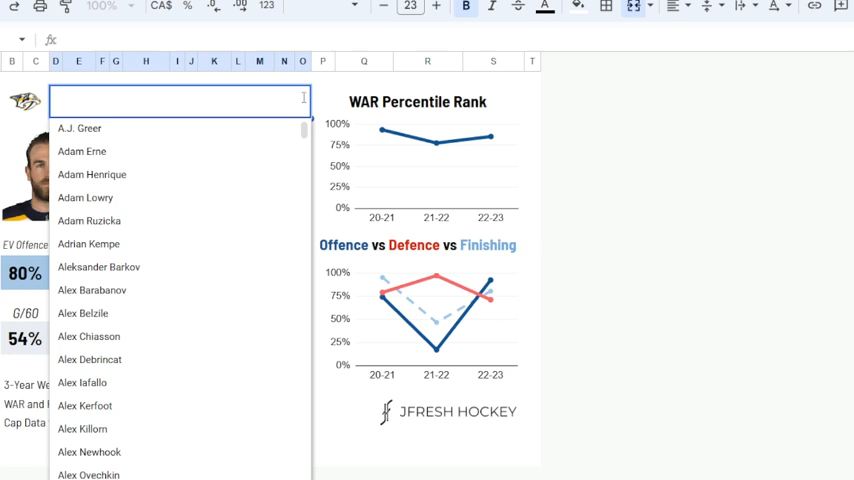 100% CA$ % .0 .00 123 23 B I S A
fx
B C D E F G H I J K L M N O P Q R S T
WAR Percentile Rank
A.J. Greer
Adam Erne
Adam Henrique
Adam Lowry
Adam Ruzicka
Adrian Kempe
Aleksander Barkov
Alex Barabanov
Alex Belzile
Alex Chiasson
Alex Debrincat
Alex Iafallo
Alex Kerfoot
Alex Killorn
Alex Newhook
Alex Ovechkin
100%
75%
50%
25%
0%
20-21 21-22 22-23
Offence vs Defence vs Finishing
100%
75%
50%
25%
0%
20-21 21-22 22-23
JFRESH HOCKEY
EV Offence
80%
G/60
54%
3-Year We
WAR and
Cap Data